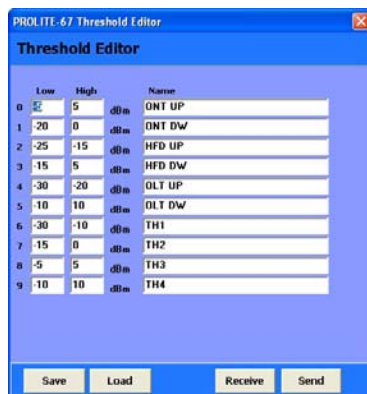 PROLITE-67 Threshold Editor
Threshold Editor
Low High Name
0 5 dBm ONT UP
1 -20 0 dBm ONT DW
2 -25 -15 dBm HFD UP
3 -15 5 dBm HFD DW
4 -30 -20 dBm OLT UP
5 -10 10 dBm OLT DW
6 -30 -10 dBm TH1
7 -15 0 dBm TH2
8 -5 5 dBm TH3
9 -10 10 dBm TH4
Save Load Receive Send